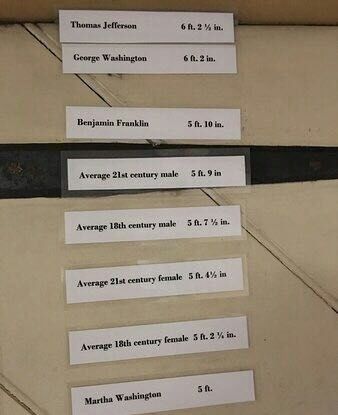 Thomas Jefferson 6 ft. 2 ½ in.
George Washington 6 ft. 2 in.
Benjamin Franklin 5 ft. 10 in.
Average 21st century male 5 ft. 9 in
Average 18th century male 5 ft. 7 ½ in.
Average 21st century female 5 ft. 4½ in
Average 18th century female 5 ft. 2 ¼ in.
Martha Washington 5 ft.